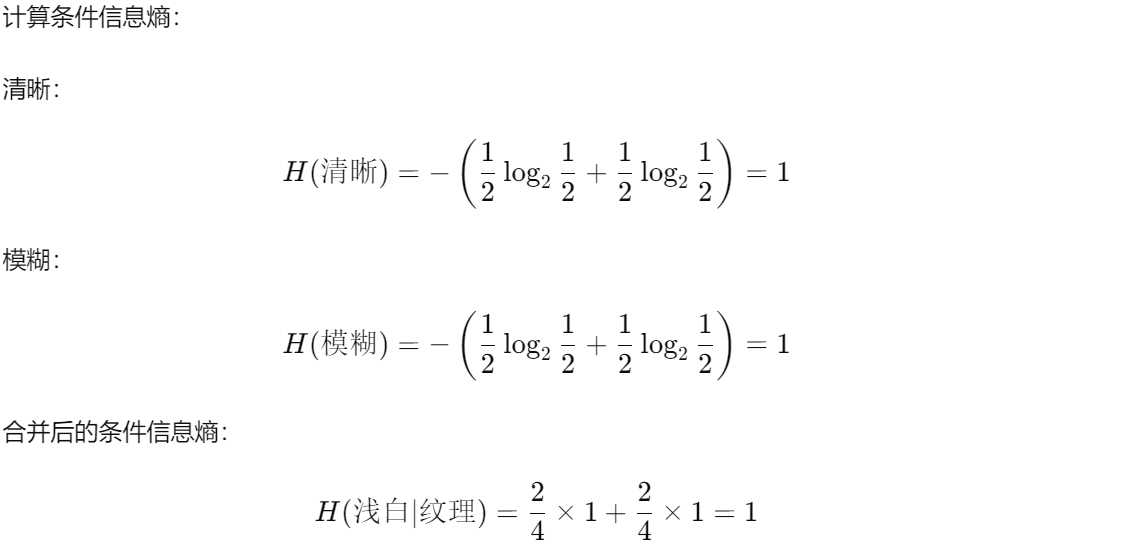 计算条件信息熵：
清晰：
H(清晰) = −(1/2 log₂ 1/2 + 1/2 log₂ 1/2) = 1
模糊：
H(模糊) = −(1/2 log₂ 1/2 + 1/2 log₂ 1/2) = 1
合并后的条件信息熵：
H(浅白|纹理) = 2/4 × 1 + 2/4 × 1 = 1